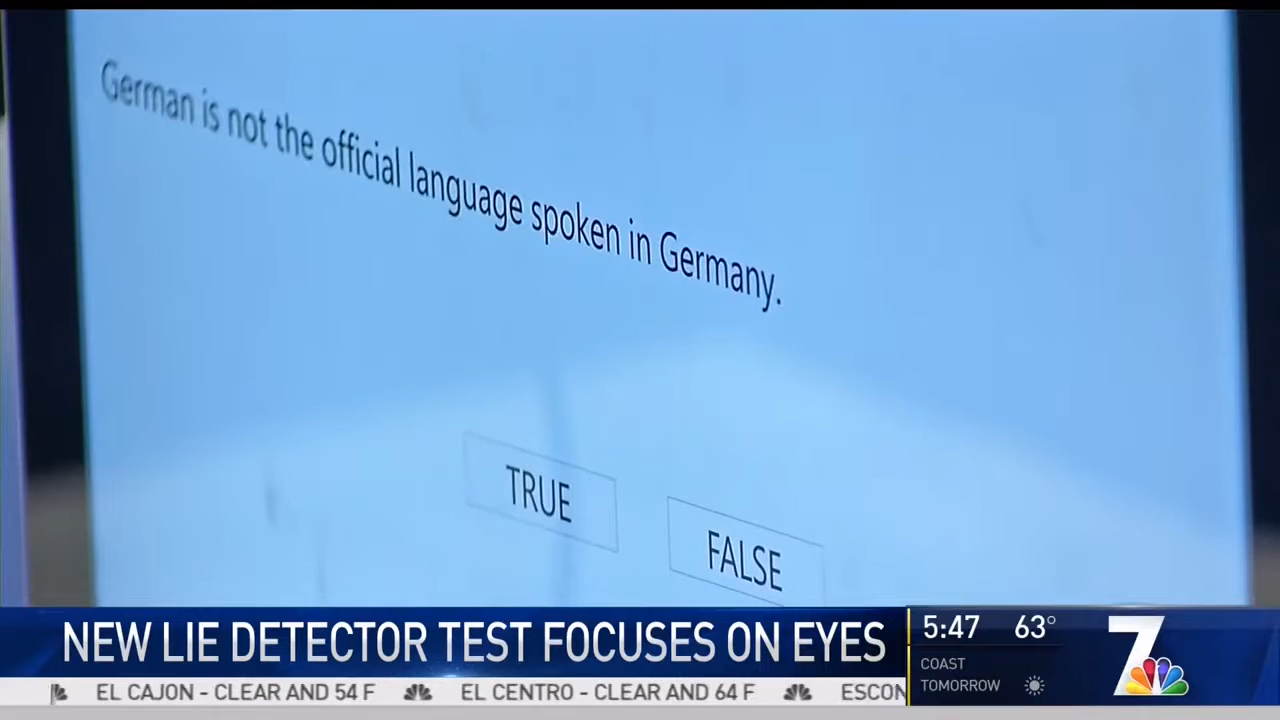 German is not the official language spoken in Germany.
TRUE
FALSE
NEW LIE DETECTOR TEST FOCUSES ON EYES
5:47 63°
COAST
TOMORROW
7
EL CAJON - CLEAR AND 54 F EL CENTRO - CLEAR AND 64 F ESCON